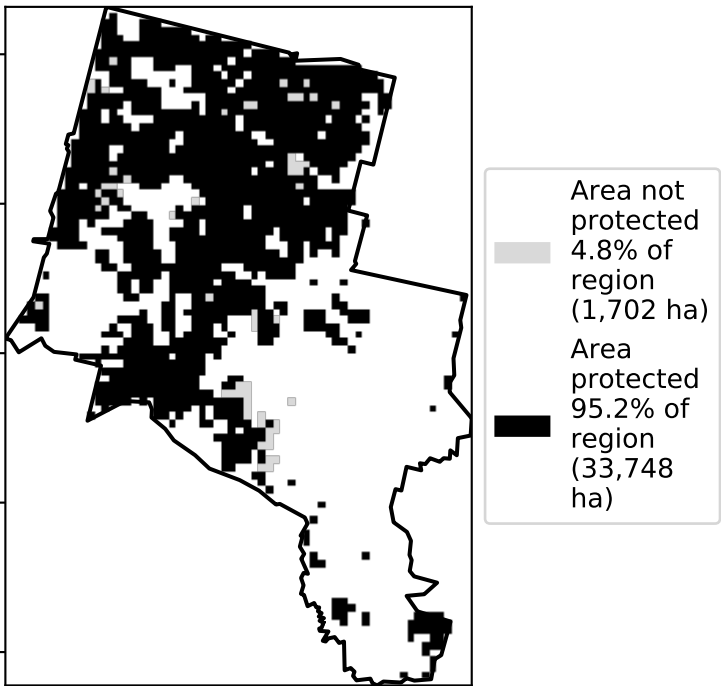 Area not
protected
4.8% of
region
(1,702 ha)
Area
protected
95.2% of
region
(33,748
ha)